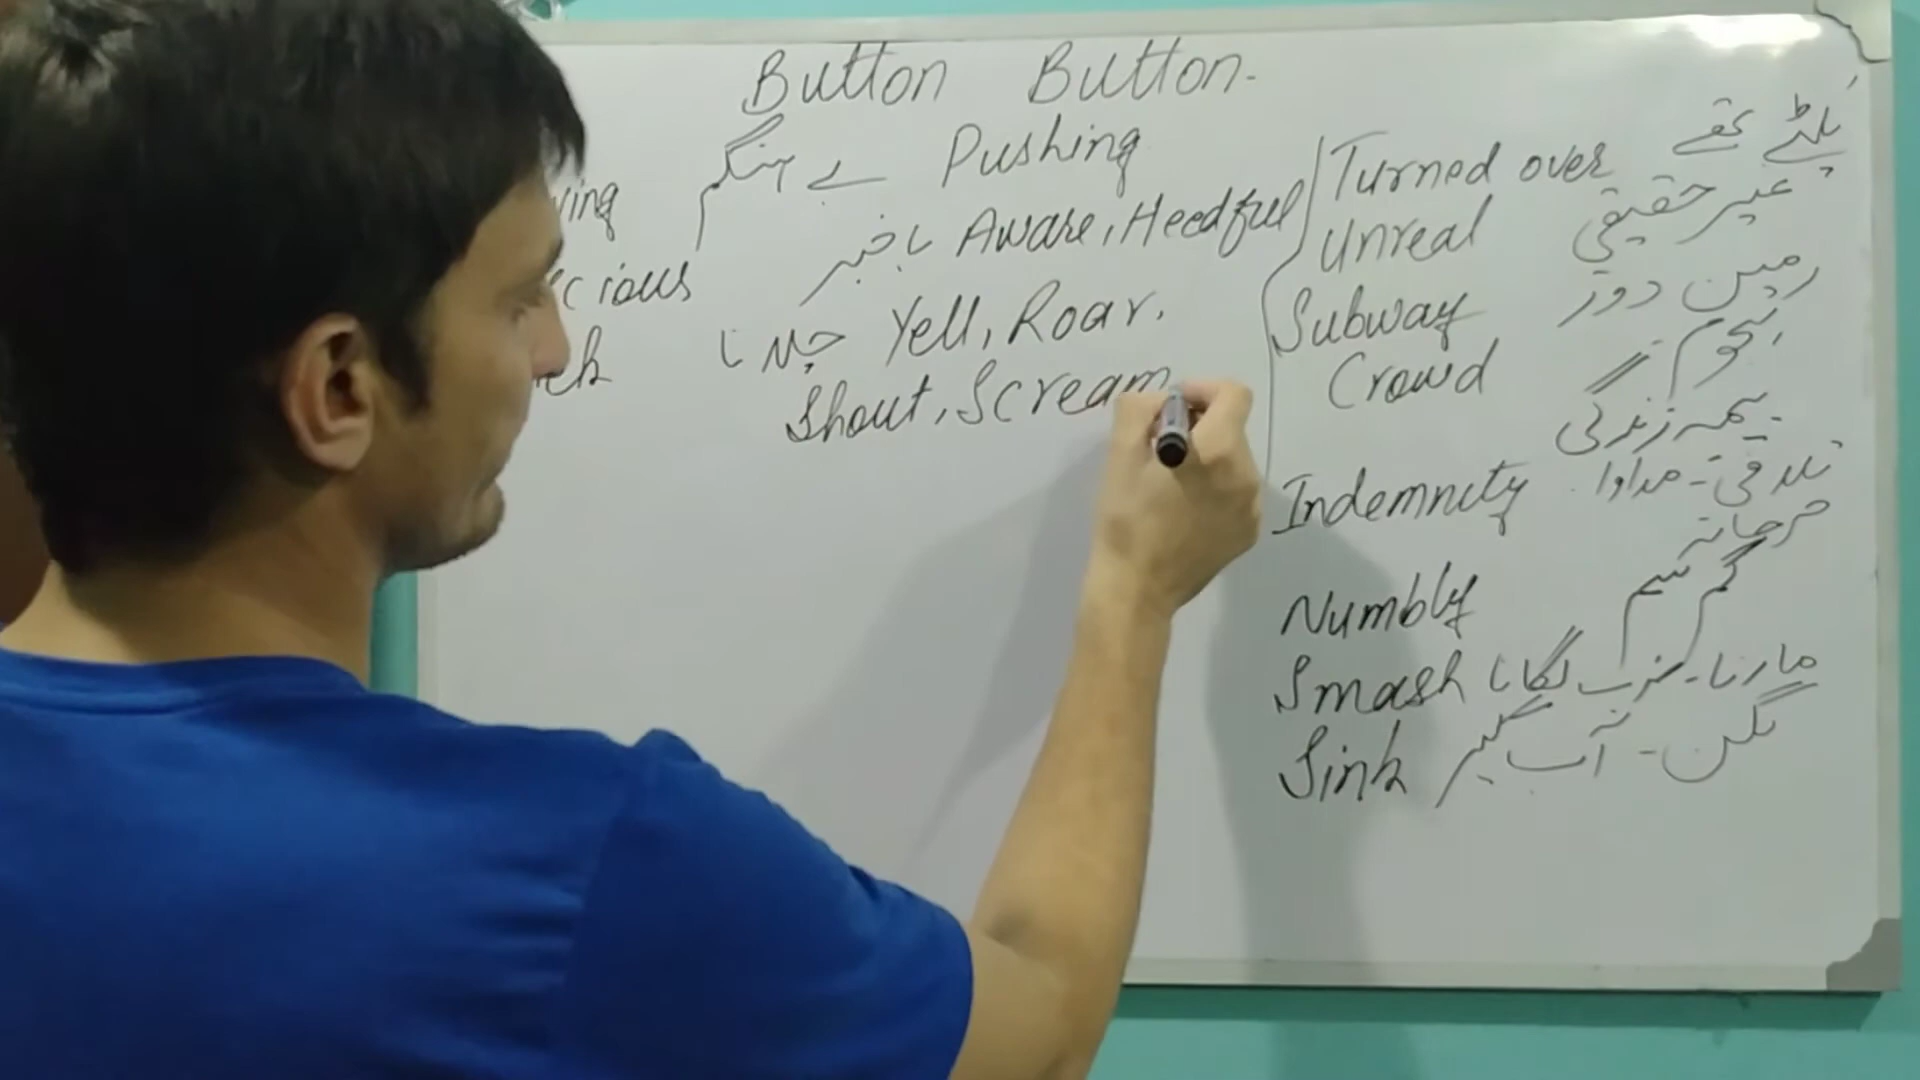 Button Button.
ہنگم بے Pushing
باخبر Aware, Heedful
cious
چلانا Yell, Roar,
Shout, Scream
Turned over پلٹے تھے
Unreal غیر حقیقی
Subway زمین دوز
Crowd ہجوم
بیمہ زندگی
Indemnity تلافی - مداوا
Numbly گم سم
Smash مارنا - ضرب لگانا
Sink آب گیر